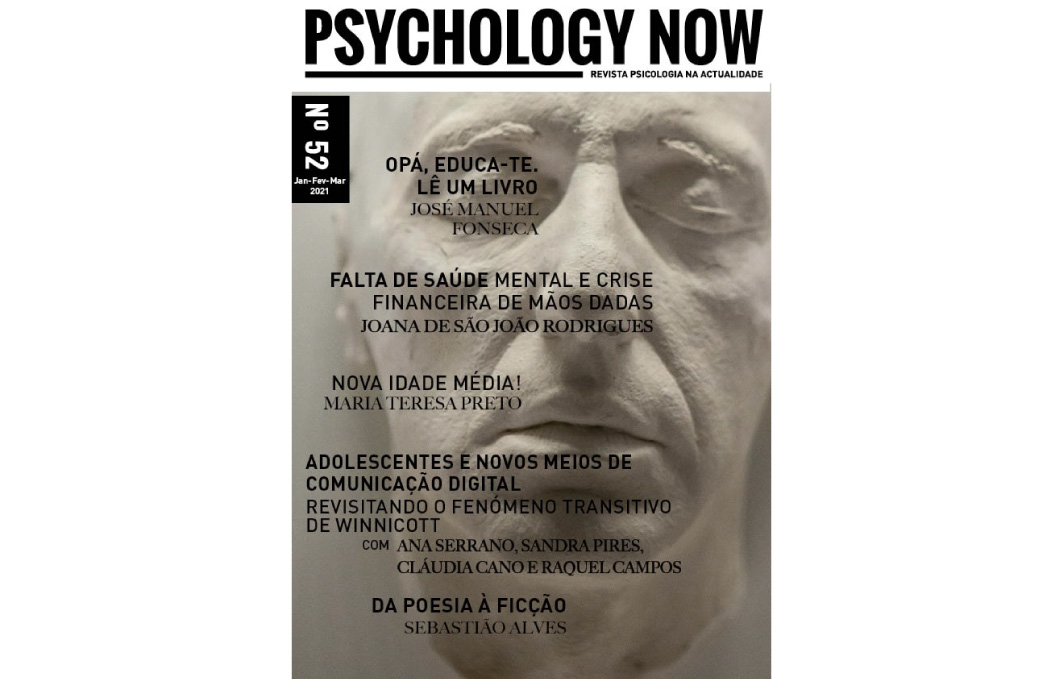 PSYCHOLOGY NOW
REVISTA PSICOLOGIA NA ACTUALIDADE
Nº 52
Jan-Fev-Mar
2021
OPÁ, EDUCA-TE.
LÊ UM LIVRO
JOSÉ MANUEL
FONSECA
FALTA DE SAÚDE MENTAL E CRISE
FINANCEIRA DE MÃOS DADAS
JOANA DE SÃO JOÃO RODRIGUES
NOVA IDADE MÉDIA!
MARIA TERESA PRETO
ADOLESCENTES E NOVOS MEIOS DE
COMUNICAÇÃO DIGITAL
REVISITANDO O FENÓMENO TRANSITIVO
DE WINNICOTT
COM ANA SERRANO, SANDRA PIRES,
CLÁUDIA CANO E RAQUEL CAMPOS
DA POESIA À FICÇÃO
SEBASTIÃO ALVES